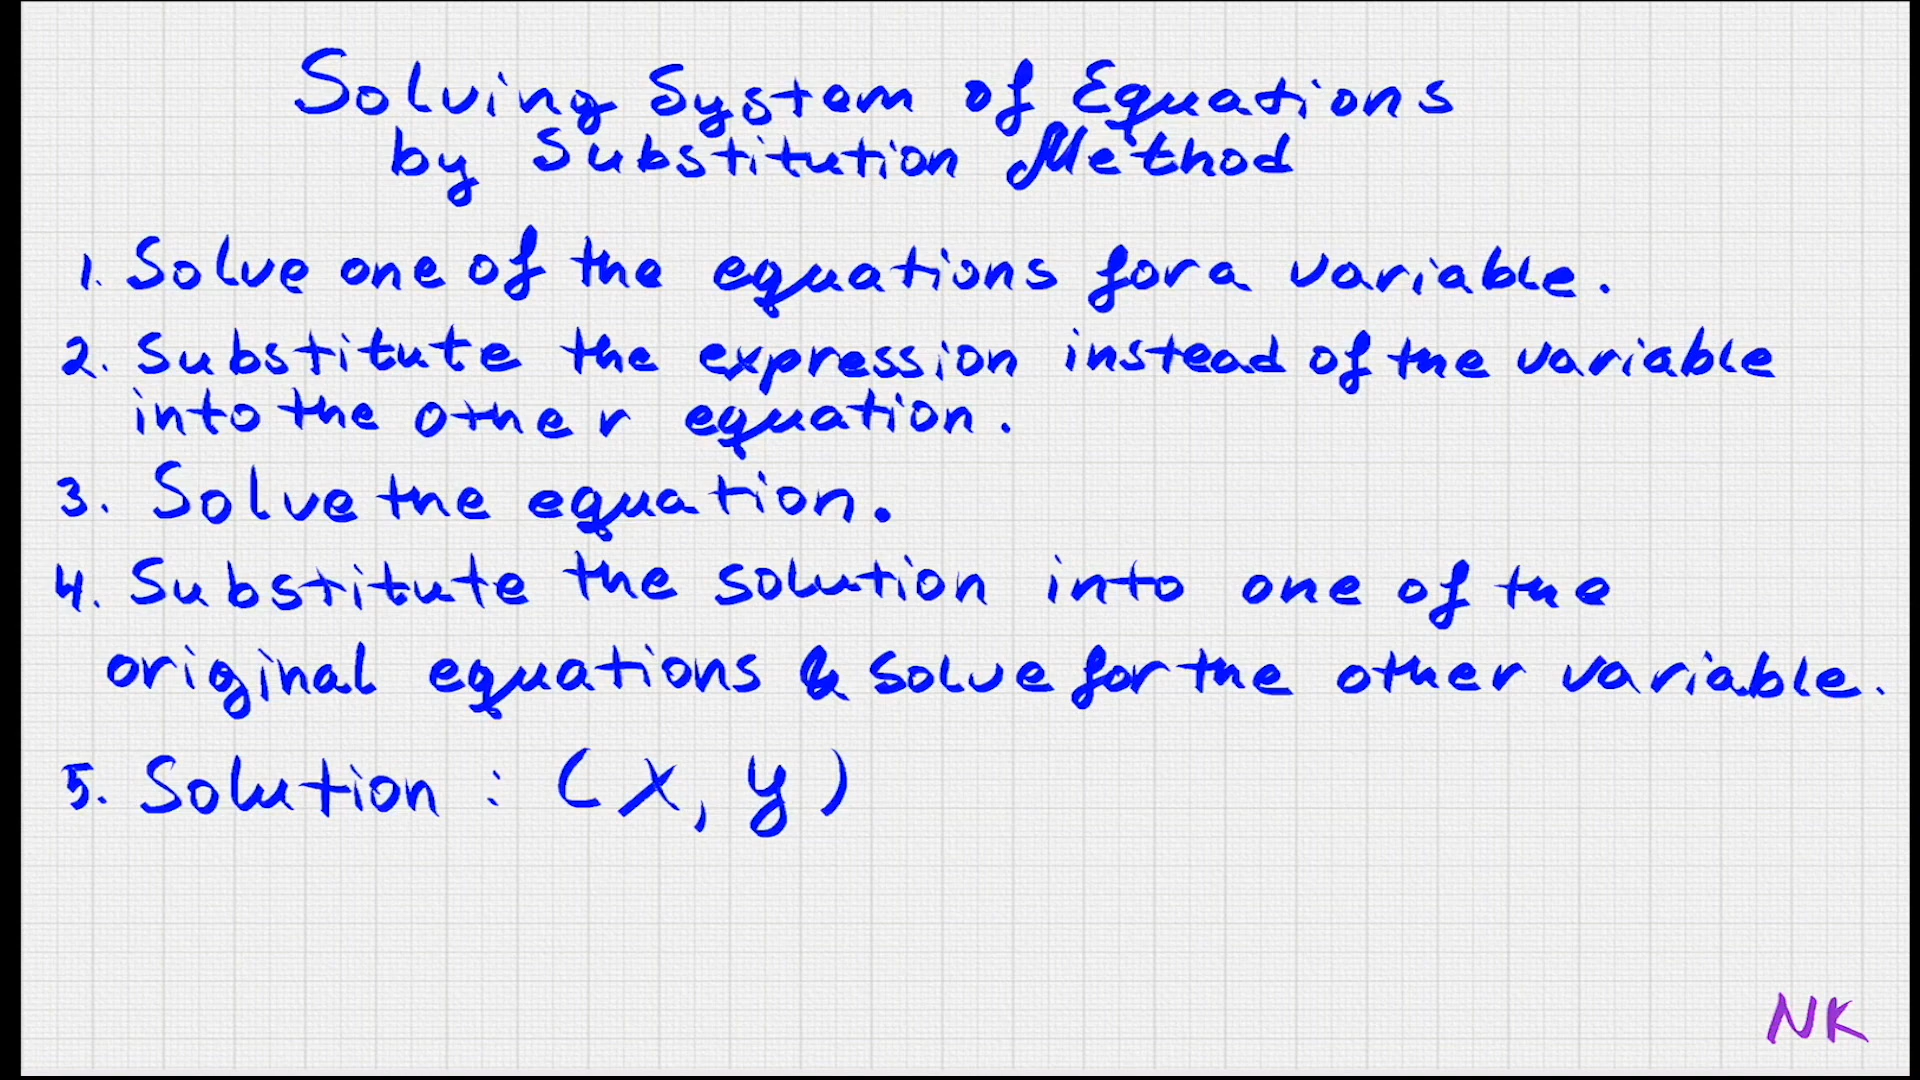 Solving System of Equations
by Substitution Method
1. Solve one of the equations for a variable.
2. Substitute the expression instead of the variable
into the other equation.
3. Solve the equation.
4. Substitute the solution into one of the
original equations & solve for the other variable.
5. Solution : (x, y)
NK